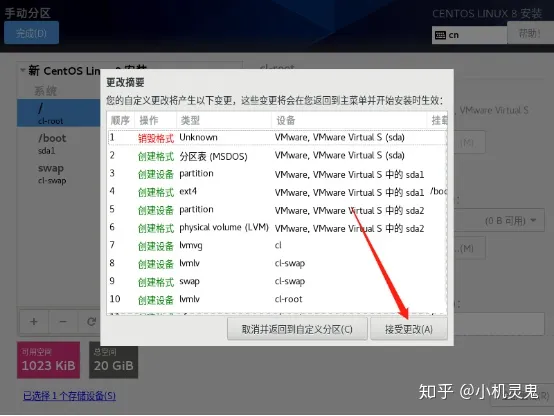 手动分区
CENTOS LINUX 8 安装
完成(D)
cn
帮助!
新 CentOS Linux 8 安装
cl-root
系统
/
cl-root
/boot
sda1
swap
cl-swap
更改摘要
您的自定义更改将产生以下变更，这些变更将会在您返回到主菜单并开始安装时生效：
顺序 操作 类型 设备 挂载
1 销毁格式 Unknown VMware, VMware Virtual S (sda)
2 创建格式 分区表 (MSDOS) VMware, VMware Virtual S (sda)
3 创建设备 partition VMware, VMware Virtual S 中的 sda1
4 创建格式 ext4 VMware, VMware Virtual S 中的 sda1 /boo
5 创建设备 partition VMware, VMware Virtual S 中的 sda2
6 创建格式 physical volume (LVM) VMware, VMware Virtual S 中的 sda2
7 创建设备 lvmvg cl
8 创建设备 lvmlv cl-swap
9 创建格式 swap cl-swap
10 创建设备 lvmlv cl-root
取消并返回到自定义分区(C)
接受更改(A)
VMware Virtual S
(M)
(0 B 可用)
...(M)
+ −
可用空间
1023 KiB
总空间
20 GiB
已选择 1 个存储设备(S)
知乎 @小机灵鬼